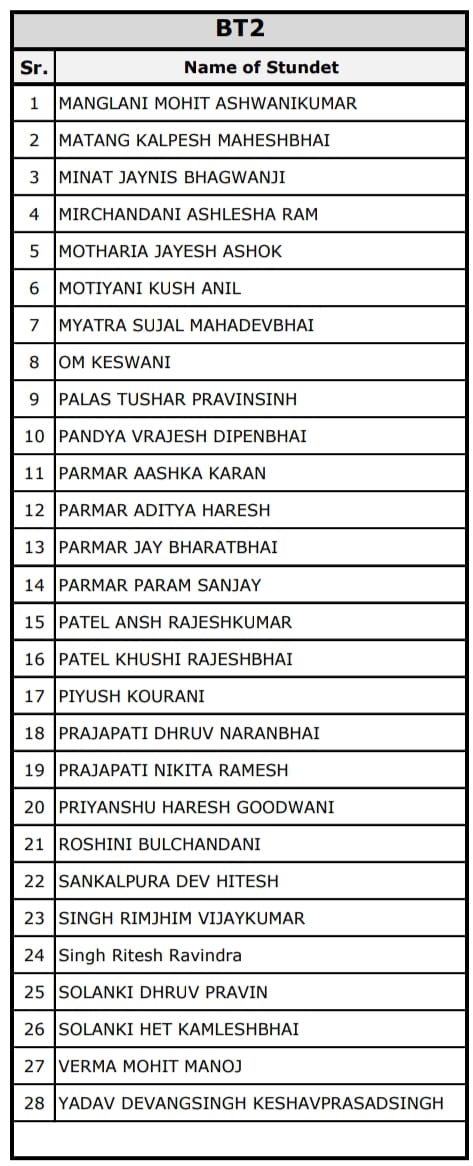 BT2
Sr. Name of Stundet
1 MANGLANI MOHIT ASHWANIKUMAR
2 MATANG KALPESH MAHESHBHAI
3 MINAT JAYNIS BHAGWANJI
4 MIRCHANDANI ASHLESHA RAM
5 MOTHARIA JAYESH ASHOK
6 MOTIYANI KUSH ANIL
7 MYATRA SUJAL MAHADEVBHAI
8 OM KESWANI
9 PALAS TUSHAR PRAVINSINH
10 PANDYA VRAJESH DIPENBHAI
11 PARMAR AASHKA KARAN
12 PARMAR ADITYA HARESH
13 PARMAR JAY BHARATBHAI
14 PARMAR PARAM SANJAY
15 PATEL ANSH RAJESHKUMAR
16 PATEL KHUSHI RAJESHBHAI
17 PIYUSH KOURANI
18 PRAJAPATI DHRUV NARANBHAI
19 PRAJAPATI NIKITA RAMESH
20 PRIYANSHU HARESH GOODWANI
21 ROSHINI BULCHANDANI
22 SANKALPURA DEV HITESH
23 SINGH RIMJHIM VIJAYKUMAR
24 Singh Ritesh Ravindra
25 SOLANKI DHRUV PRAVIN
26 SOLANKI HET KAMLESHBHAI
27 VERMA MOHIT MANOJ
28 YADAV DEVANGSINGH KESHAVPRASADSINGH